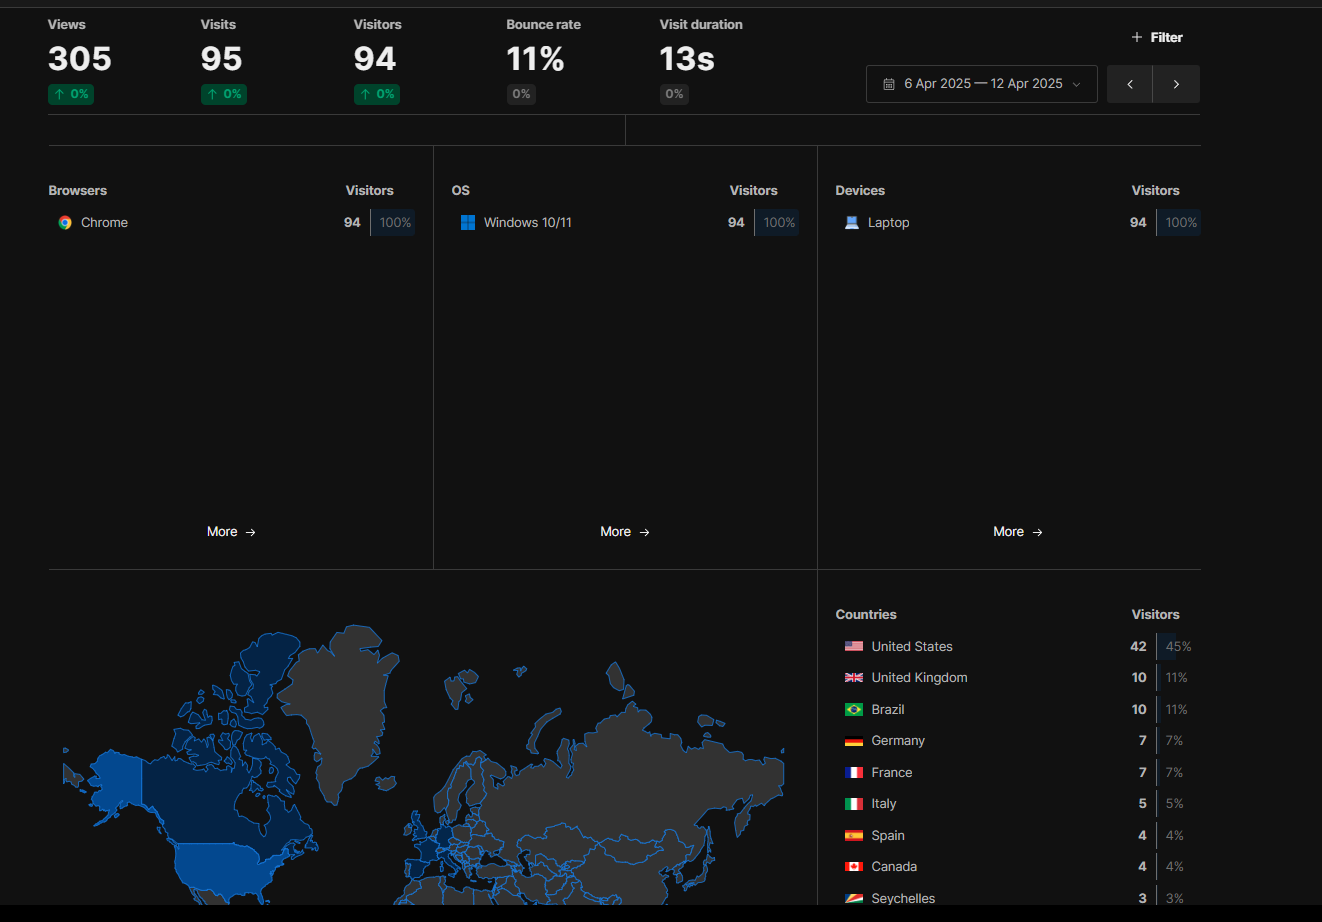 Views Visits Visitors Bounce rate Visit duration
305 95 94 11% 13s
↑ 0% ↑ 0% ↑ 0% 0% 0%
+ Filter
6 Apr 2025 — 12 Apr 2025
Browsers Visitors
Chrome 94 100%
More →
OS Visitors
Windows 10/11 94 100%
More →
Devices Visitors
Laptop 94 100%
More →
Countries Visitors
United States 42 45%
United Kingdom 10 11%
Brazil 10 11%
Germany 7 7%
France 7 7%
Italy 5 5%
Spain 4 4%
Canada 4 4%
Seychelles 3 3%